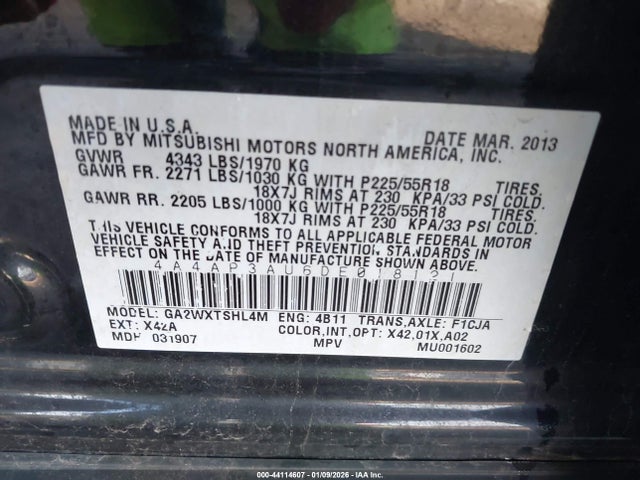 MADE IN U.S.A. DATE MAR. 2013
MFD BY MITSUBISHI MOTORS NORTH AMERICA, INC.
GVWR 4343 LBS/1970 KG
GAWR FR. 2271 LBS/1030 KG WITH P225/55R18 TIRES,
18X7J RIMS AT 230 KPA/33 PSI COLD.
GAWR RR. 2205 LBS/1000 KG WITH P225/55R18 TIRES,
18X7J RIMS AT 230 KPA/33 PSI COLD.
THIS VEHICLE CONFORMS TO ALL APPLICABLE FEDERAL MOTOR
VEHICLE SAFETY AND THEFT PREVENTION STANDARDS IN
EFFECT ON THE DATE OF MANUFACTURE SHOWN ABOVE.
4A4AP3AU6DE018121
MODEL: GA2WXTSHL4M ENG: 4B11 TRANS,AXLE: F1CJA
EXT: X42A COLOR,INT,OPT: X42,01X,A02
MDH 031907 MPV MU001602
000-44114607 - 01/09/2026 - IAAI, Inc.